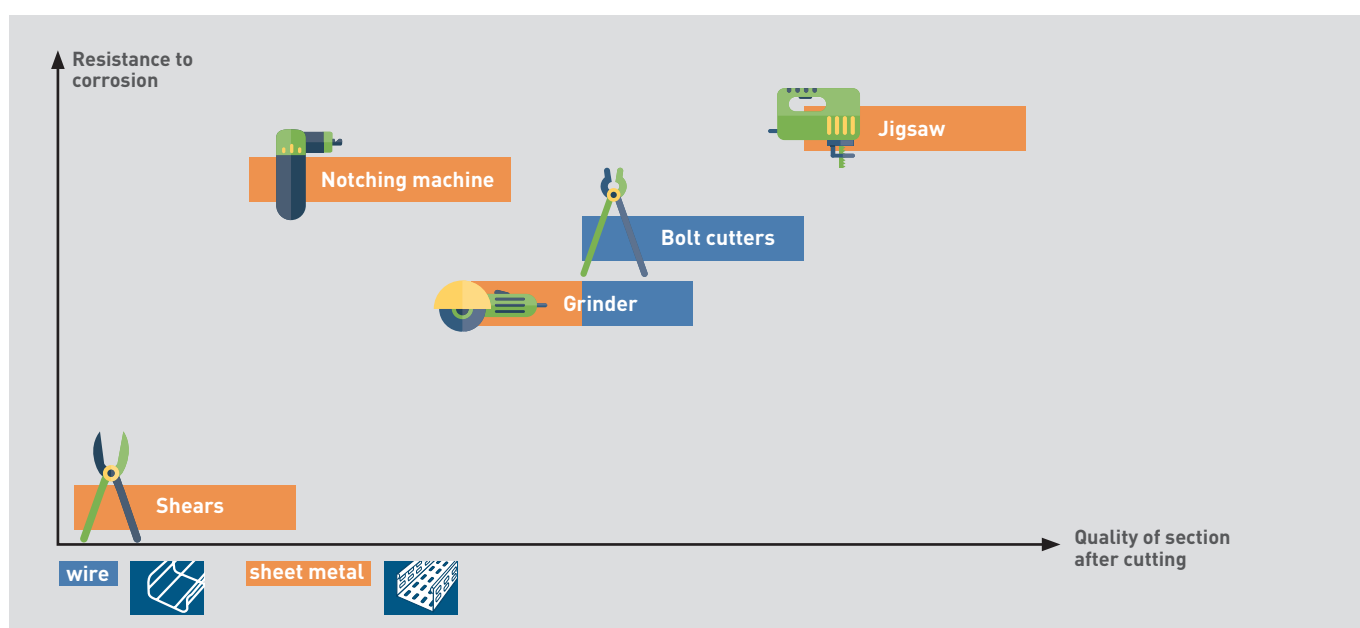 Resistance to
corrosion
Jigsaw
Notching machine
Bolt cutters
Grinder
Shears
Quality of section
after cutting
wire
sheet metal